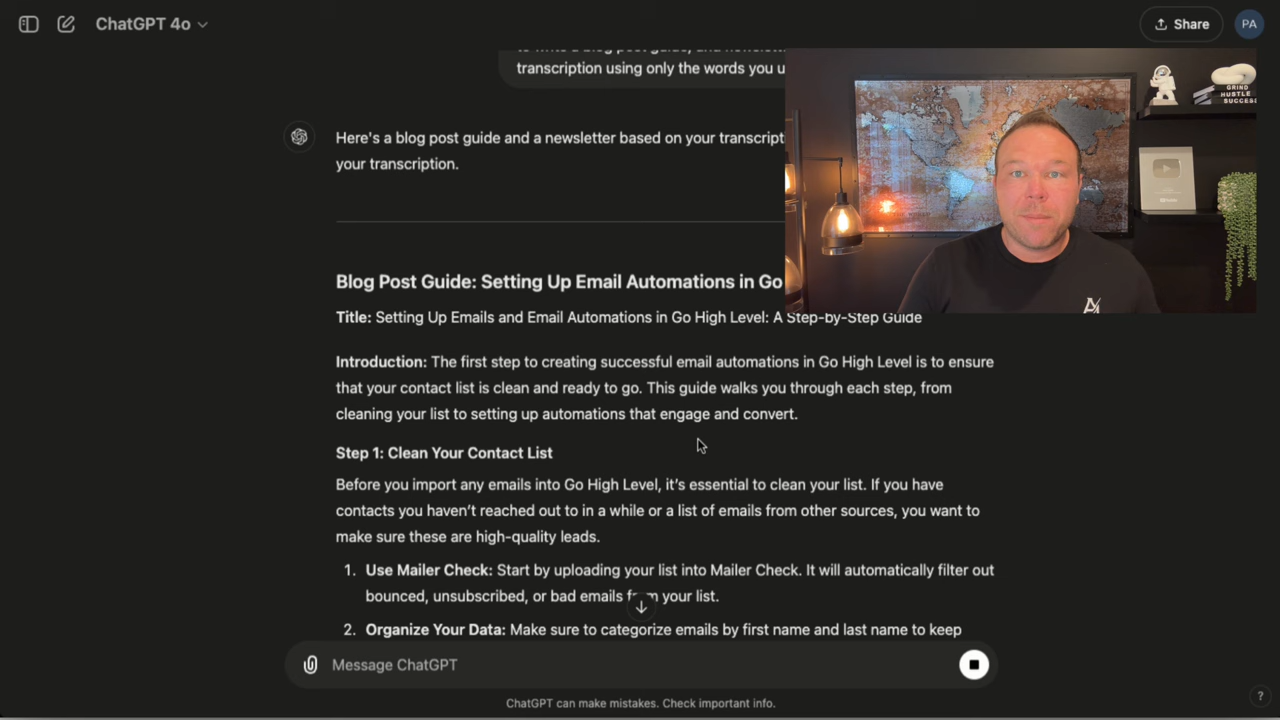 ChatGPT 4o
Share
PA
transcription using only the words you u
GRIND
HUSTLE
SUCCESS
Here's a blog post guide and a newsletter based on your transcript
your transcription.
Blog Post Guide: Setting Up Email Automations in Go
Title: Setting Up Emails and Email Automations in Go High Level: A Step-by-Step Guide
Introduction: The first step to creating successful email automations in Go High Level is to ensure
that your contact list is clean and ready to go. This guide walks you through each step, from
cleaning your list to setting up automations that engage and convert.
Step 1: Clean Your Contact List
Before you import any emails into Go High Level, it's essential to clean your list. If you have
contacts you haven't reached out to in a while or a list of emails from other sources, you want to
make sure these are high-quality leads.
1. Use Mailer Check: Start by uploading your list into Mailer Check. It will automatically filter out
bounced, unsubscribed, or bad emails from your list.
2. Organize Your Data: Make sure to categorize emails by first name and last name to keep
Message ChatGPT
ChatGPT can make mistakes. Check important info.
?